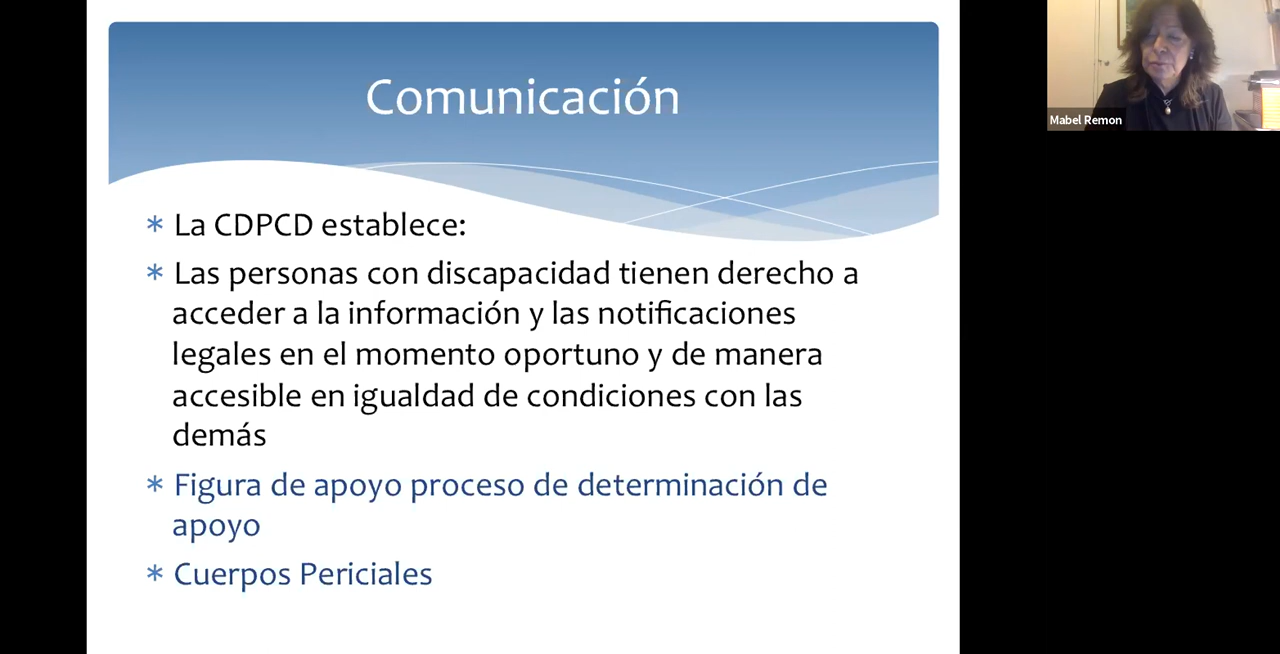 Comunicación
* La CDPCD establece:
* Las personas con discapacidad tienen derecho a
acceder a la información y las notificaciones
legales en el momento oportuno y de manera
accesible en igualdad de condiciones con las
demás
* Figura de apoyo proceso de determinación de
apoyo
* Cuerpos Periciales
Mabel Remon